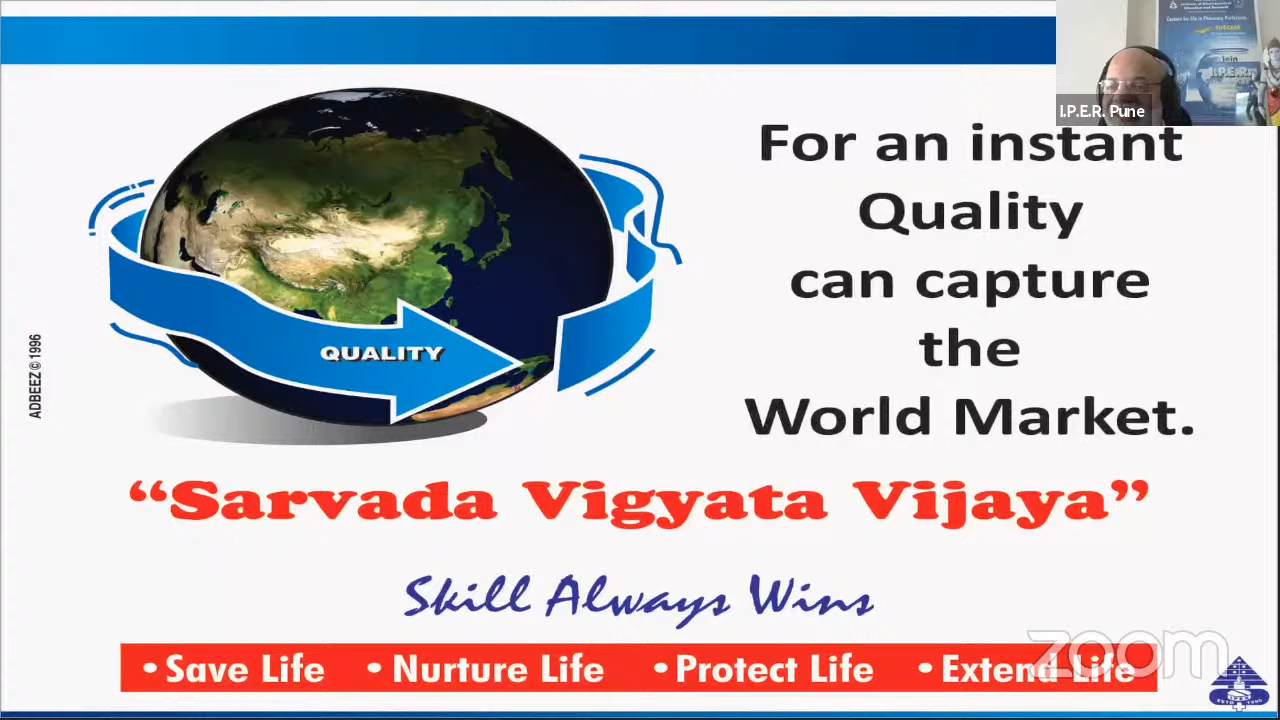 I.P.E.R. Pune
For an instant
Quality
can capture
the
World Market.
QUALITY
ADBEEZ © 1996
“Sarvada Vigyata Vijaya”
Skill Always Wins
• Save Life • Nurture Life • Protect Life • Extend Life
zoom